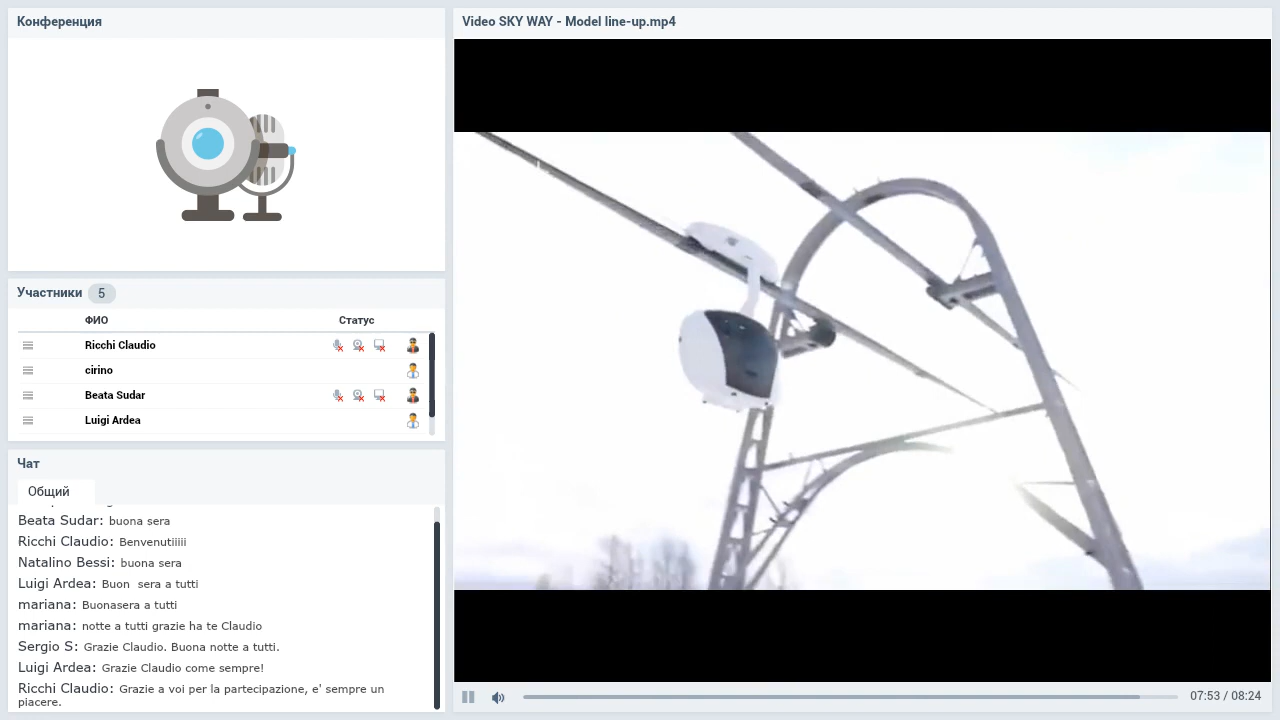 Конференция
Video SKY WAY - Model line-up.mp4
Участники 5
ФИО Статус
Ricchi Claudio
cirino
Beata Sudar
Luigi Ardea
Чат
Общий
Beata Sudar: buona sera
Ricchi Claudio: Benvenutiiiii
Natalino Bessi: buona sera
Luigi Ardea: Buon  sera a tutti
mariana: Buonasera a tutti
mariana: notte a tutti grazie ha te Claudio
Sergio S: Grazie Claudio. Buona notte a tutti.
Luigi Ardea: Grazie Claudio come sempre!
Ricchi Claudio: Grazie a voi per la partecipazione, e' sempre un
piacere.
07:53 / 08:24